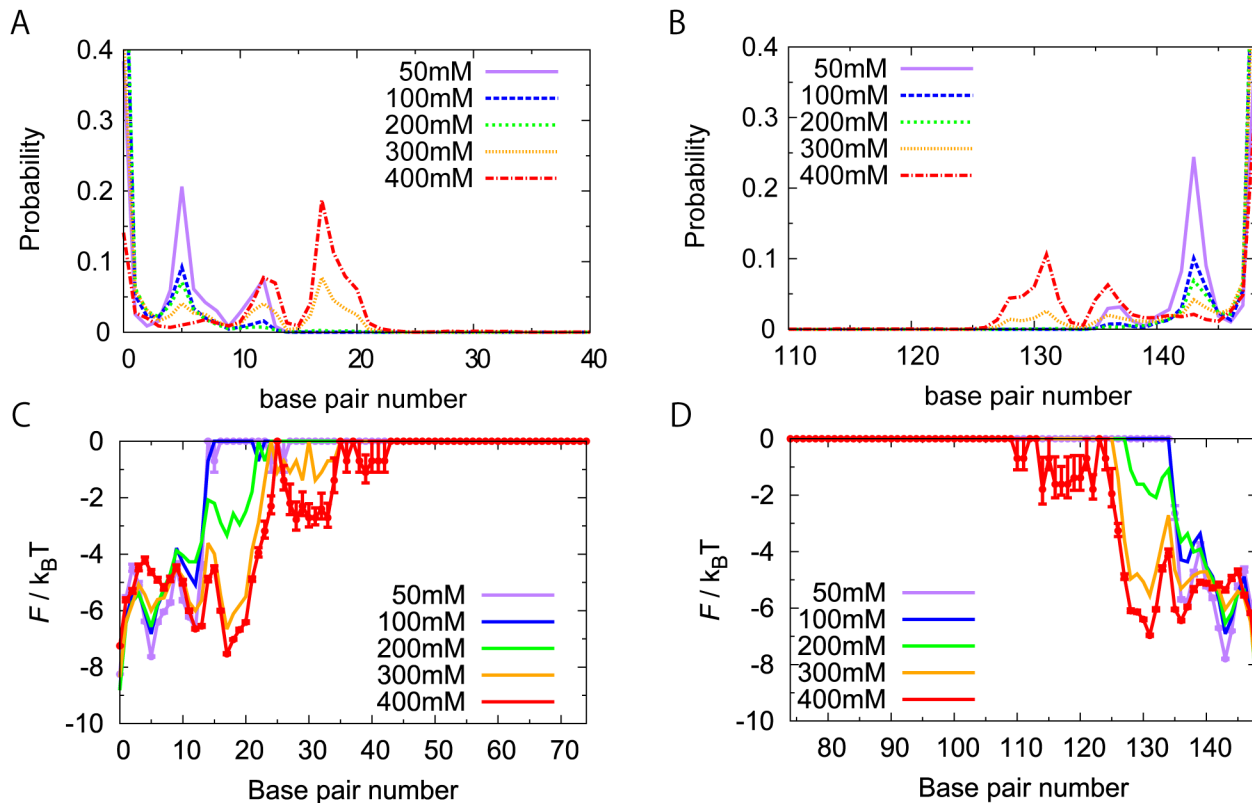 A
0.4
0.3
0.2
0.1
0
Probability
50mM
100mM
200mM
300mM
400mM
0 10 20 30 40
base pair number
B
0.4
0.3
0.2
0.1
0
Probability
50mM
100mM
200mM
300mM
400mM
110 120 130 140
base pair number
C
0
-2
-4
-6
-8
-10
F / kBT
50mM
100mM
200mM
300mM
400mM
0 10 20 30 40 50 60 70
Base pair number
D
0
-2
-4
-6
-8
-10
F / kBT
50mM
100mM
200mM
300mM
400mM
80 90 100 110 120 130 140
Base pair number